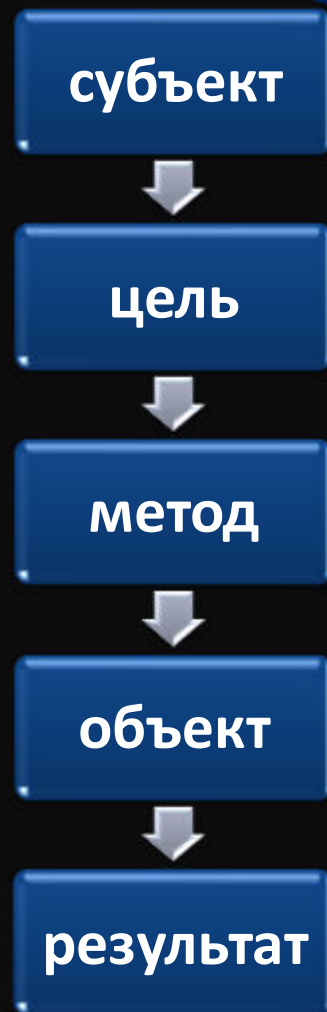 субъект
цель
метод
объект
результат